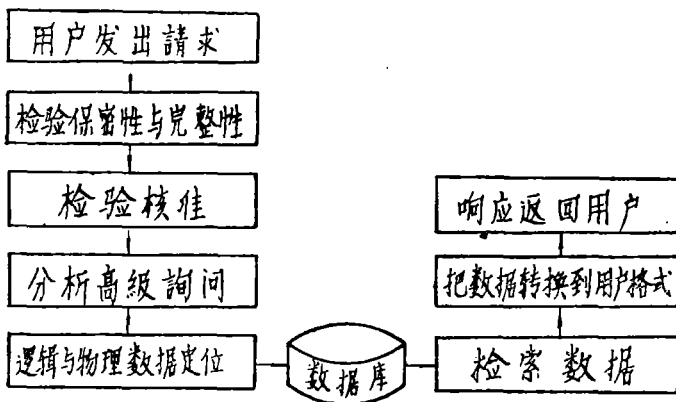 用户发出請求
检验保密性与完整性
检验核准
分析高级詢问
逻辑与物理数据定位
数据库
检索数据
把数据转换到用户格式
响应返回用户